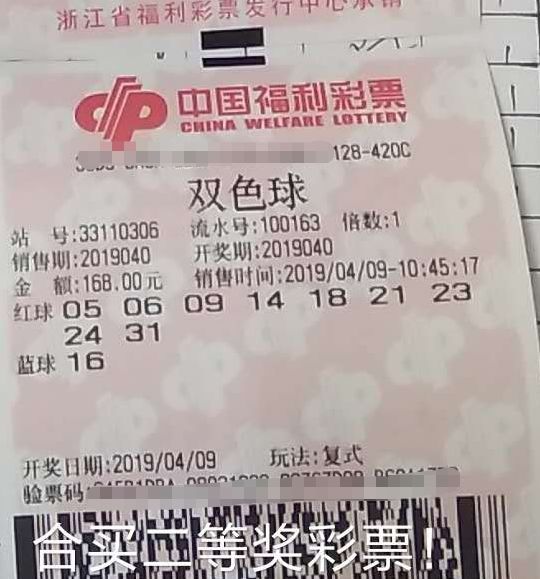 浙江省福利彩票发行中心承销
中国福利彩票
CHINA WELFARE LOTTERY
128-420C
双色球
站 号:33110306 流水号:100163 倍数:1
销售期:2019040 开奖期:2019040
金 额:168.00元 销售时间:2019/04/09-10:45:17
红球 05 06 09 14 18 21 23
24 31
蓝球 16
开奖日期:2019/04/09 玩法:复式
验票码:
合买二等奖彩票!